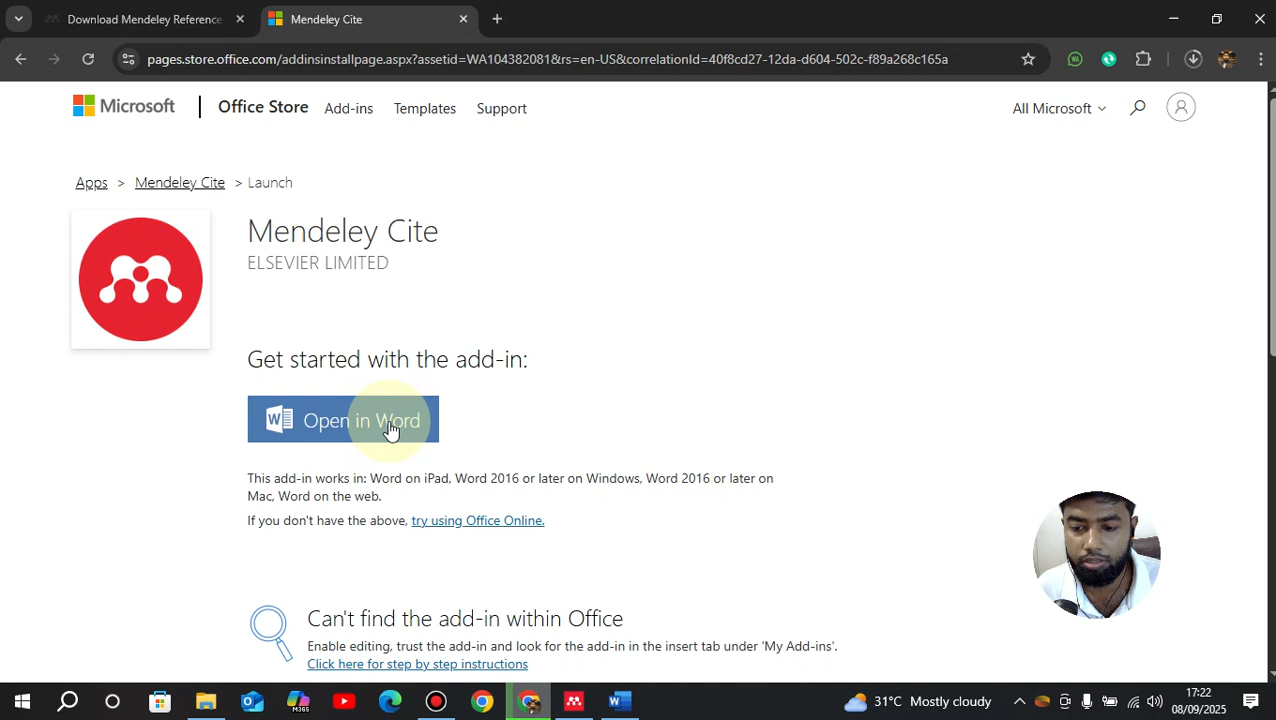 Download Mendeley Reference
Mendeley Cite
pages.store.office.com/addinsinstallpage.aspx?assetid=WA104382081&rs=en-US&correlationId=40f8cd27-12da-d604-502c-f89a268c165a
Microsoft
Office Store
Add-ins
Templates
Support
All Microsoft
Apps > Mendeley Cite > Launch
Mendeley Cite
ELSEVIER LIMITED
Get started with the add-in:
Open in Word
This add-in works in: Word on iPad, Word 2016 or later on Windows, Word 2016 or later on
Mac, Word on the web.
If you don't have the above, try using Office Online.
Can't find the add-in within Office
Enable editing, trust the add-in and look for the add-in in the insert tab under 'My Add-ins'.
Click here for step by step instructions
31°C Mostly cloudy
17:22
08/09/2025